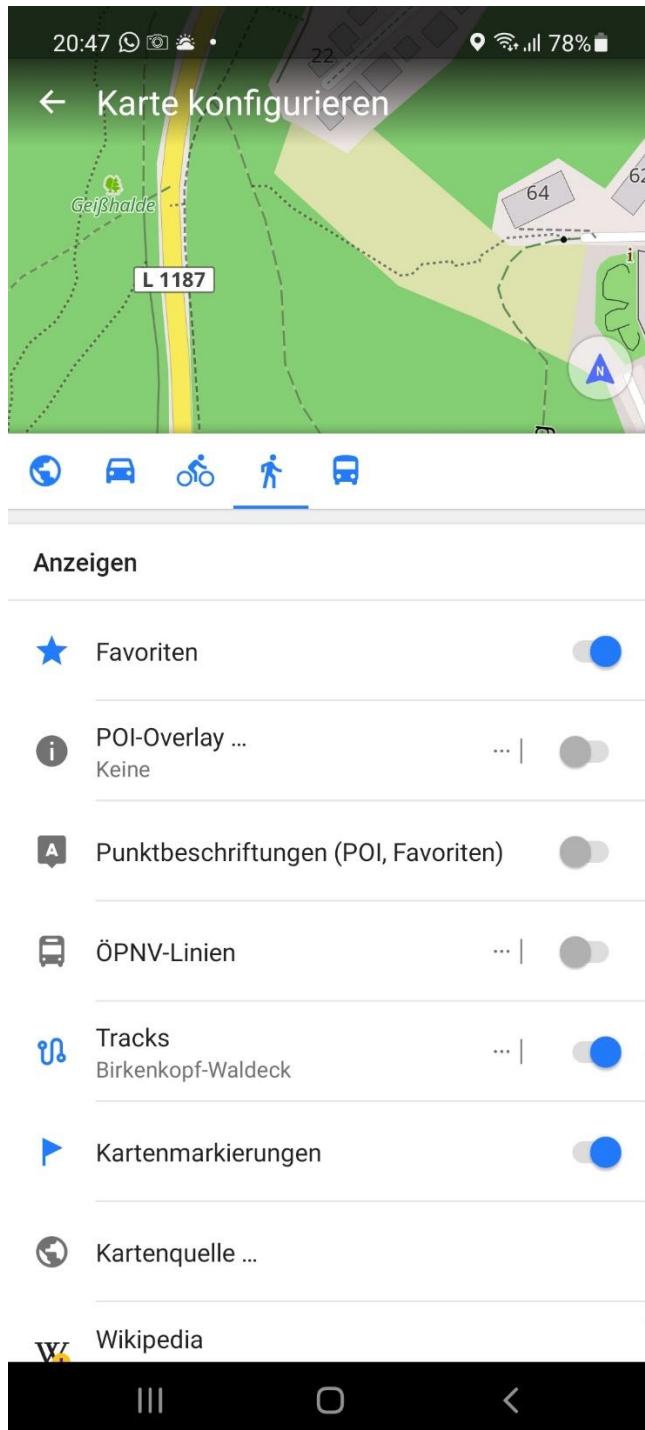 20:47 78%
22
Karte konfigurieren
64
62
Geißhalde
i
L 1187
N
Anzeigen
Favoriten
POI-Overlay ...
Keine
A Punktbeschriftungen (POI, Favoriten)
ÖPNV-Linien
Tracks
Birkenkopf-Waldeck
Kartenmarkierungen
Kartenquelle ...
Wikipedia
W